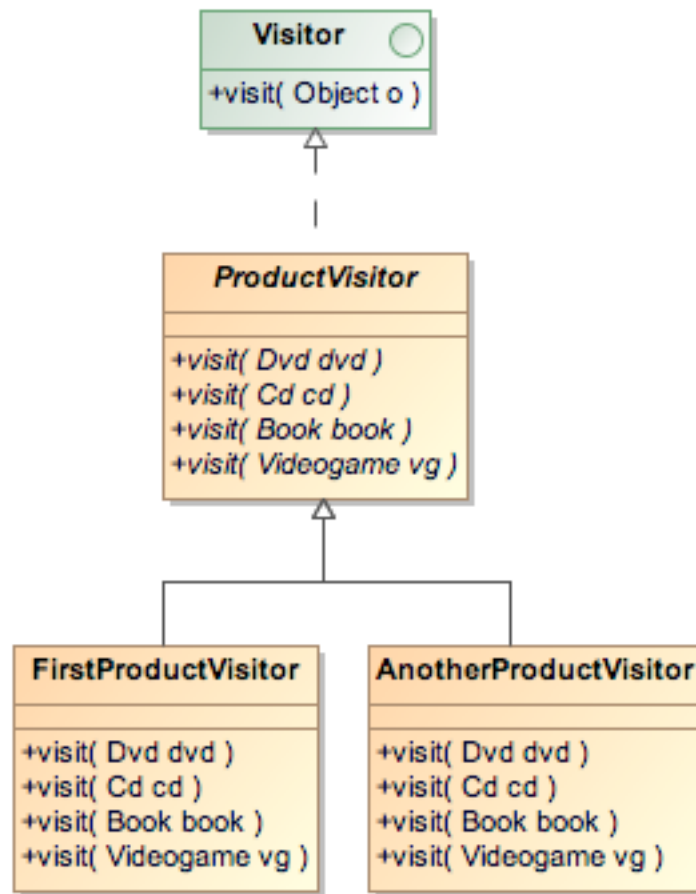 Visitor
+visit( Object o )
ProductVisitor
+visit( Dvd dvd )
+visit( Cd cd )
+visit( Book book )
+visit( Videogame vg )
FirstProductVisitor
+visit( Dvd dvd )
+visit( Cd cd )
+visit( Book book )
+visit( Videogame vg )
AnotherProductVisitor
+visit( Dvd dvd )
+visit( Cd cd )
+visit( Book book )
+visit( Videogame vg )